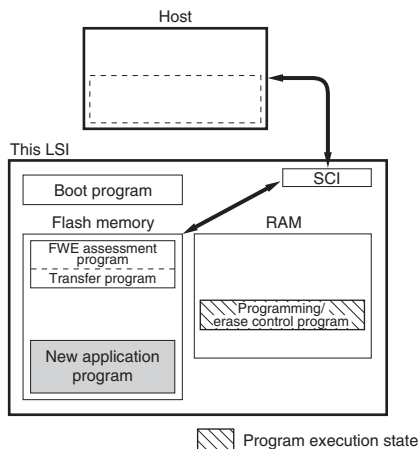 Host
This LSI
SCI
Boot program
Flash memory
RAM
FWE assessment
program
Transfer program
Programming/
erase control program
New application
program
Program execution state